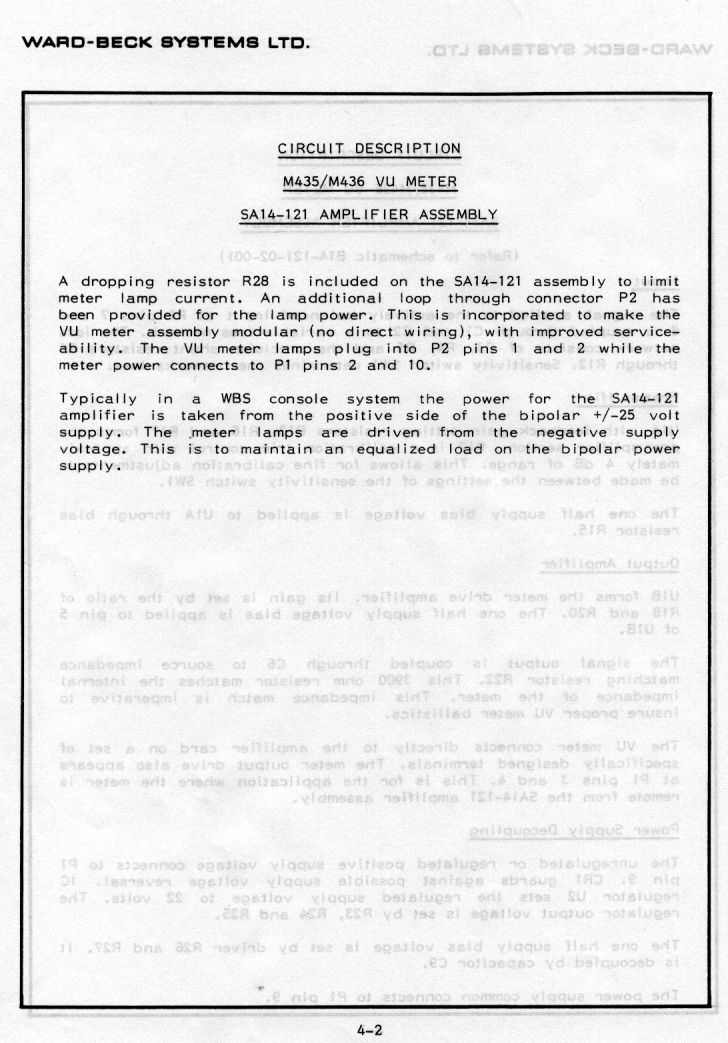 WARD-BECK SYSTEMS LTD.
CIRCUIT DESCRIPTION
M435/M436 VU METER
SA14-121 AMPLIFIER ASSEMBLY
A dropping resistor R28 is included on the SA14-121 assembly to limit
meter lamp current. An additional loop through connector P2 has
been provided for the lamp power. This is incorporated to make the
VU meter assembly modular (no direct wiring), with improved service-
ability. The VU meter lamps plug into P2 pins 1 and 2 while the
meter power connects to P1 pins 2 and 10.
Typically in a WBS console system the power for the SA14-121
amplifier is taken from the positive side of the bipolar +/-25 volt
supply. The meter lamps are driven from the negative supply
voltage. This is to maintain an equalized load on the bipolar power
supply.
4-2